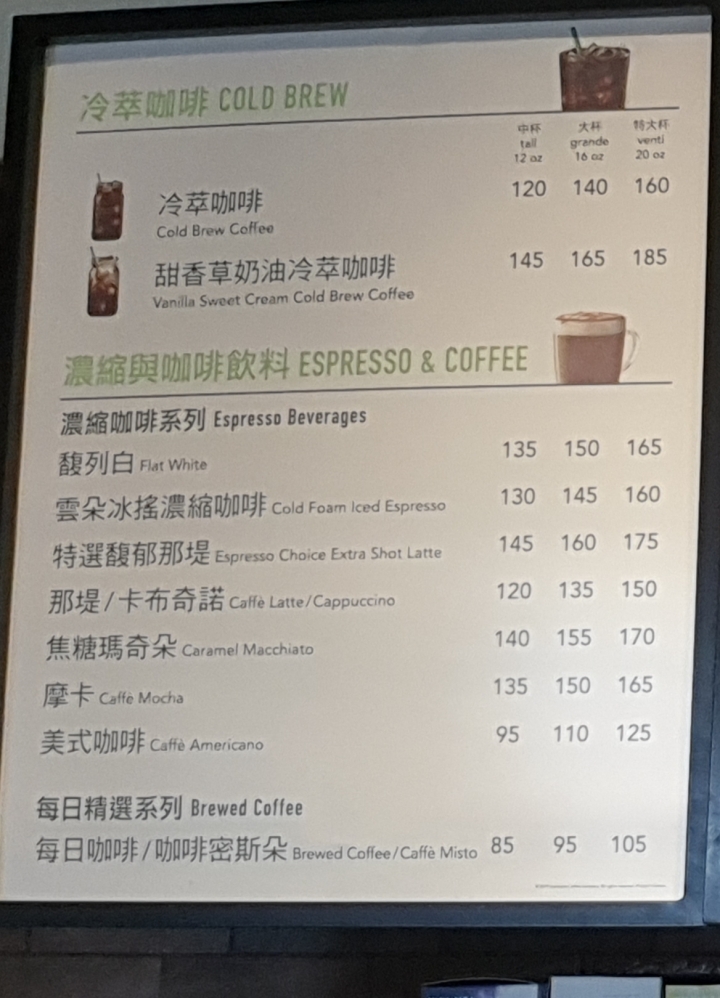 冷萃咖啡 COLD BREW
中杯 大杯 特大杯
tall grande venti
12 oz 16 oz 20 oz
冷萃咖啡 120 140 160
Cold Brew Coffee
甜香草奶油冷萃咖啡 145 165 185
Vanilla Sweet Cream Cold Brew Coffee
濃縮與咖啡飲料 ESPRESSO & COFFEE
濃縮咖啡系列 Espresso Beverages
馥列白 Flat White 135 150 165
雲朵冰搖濃縮咖啡 Cold Foam Iced Espresso 130 145 160
特選馥郁那堤 Espresso Choice Extra Shot Latte 145 160 175
那堤/卡布奇諾 Caffè Latte/Cappuccino 120 135 150
焦糖瑪奇朵 Caramel Macchiato 140 155 170
摩卡 Caffè Mocha 135 150 165
美式咖啡 Caffè Americano 95 110 125
每日精選系列 Brewed Coffee
每日咖啡/咖啡密斯朵 Brewed Coffee/Caffè Misto 85 95 105